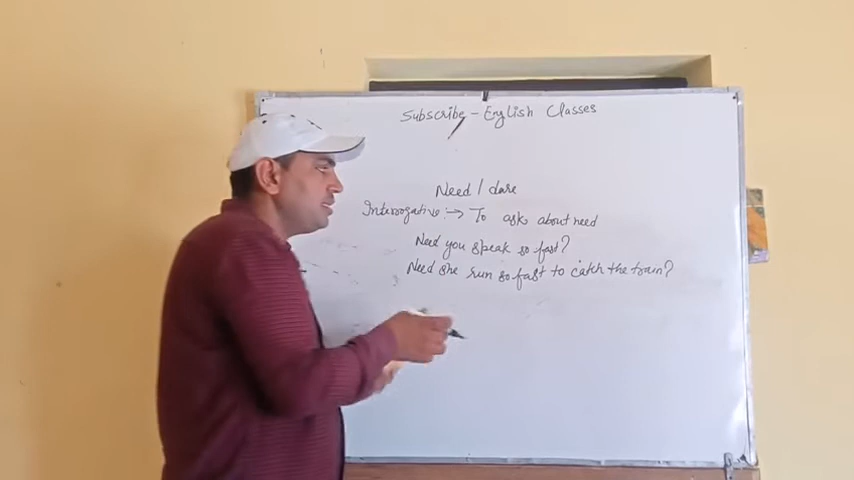 Subscribe - English Classes
Need / dare
Interrogative :→ To ask about need
Need you speak so fast?
Need she run so fast to catch the train?